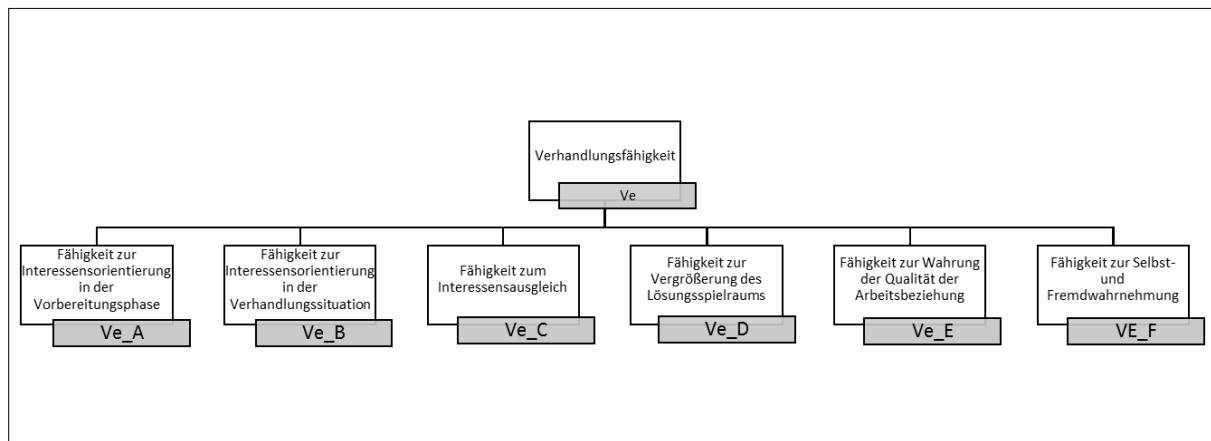 Verhandlungsfähigkeit
Ve
Fähigkeit zur
Interessensorientierung
in der
Vorbereitungsphase
Ve_A
Fähigkeit zur
Interessensorientierung
in der
Verhandlungssituation
Ve_B
Fähigkeit zum
Interessensausgleich
Ve_C
Fähigkeit zur
Vergrößerung des
Lösungsspielraums
Ve_D
Fähigkeit zur Wahrung
der Qualität der
Arbeitsbeziehung
Ve_E
Fähigkeit zur Selbst-
und
Fremdwahrnehmung
VE_F